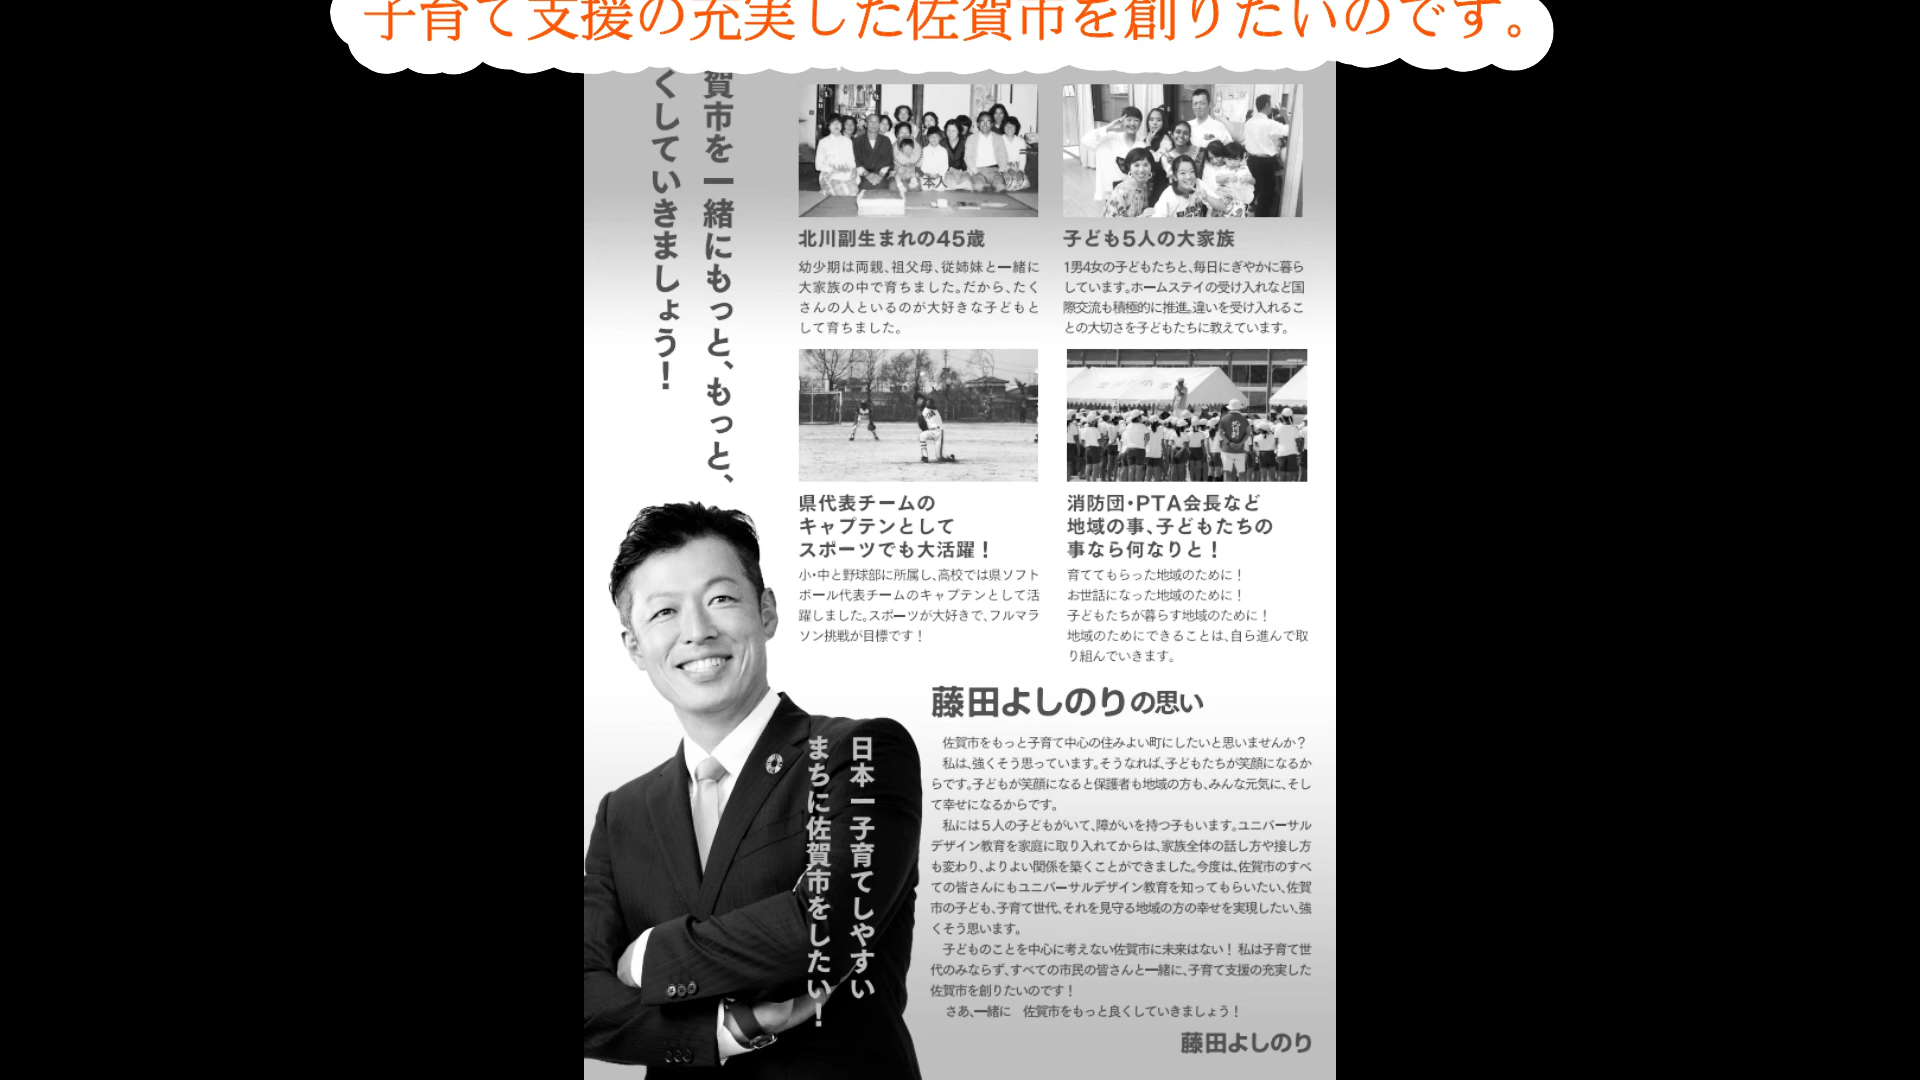 子育て支援の充実した佐賀市を創りたいのです。
賀市を一緒にもっと、もっと、
くしていきましょう！
本人
北川副生まれの45歳
幼少期は両親、祖父母、従姉妹と一緒に
大家族の中で育ちました。だから、たく
さんの人といるのが大好きな子どもと
して育ちました。
子ども5人の大家族
1男4女の子どもたちと、毎日にぎやかに暮ら
しています。ホームステイの受け入れなど国
際交流も積極的に推進。違いを受け入れるこ
との大切さを子どもたちに教えています。
県代表チームの
キャプテンとして
スポーツでも大活躍！
小・中と野球部に所属し、高校では県ソフト
ボール代表チームのキャプテンとして活
躍しました。スポーツが大好きで、フルマラ
ソン挑戦が目標です！
消防団・PTA会長など
地域の事、子どもたちの
事なら何なりと！
育ててもらった地域のために！
お世話になった地域のために！
子どもたちが暮らす地域のために！
地域のためにできることは、自ら進んで取
り組んでいきます。
日本一子育てしやすい
まちに佐賀市をしたい！
藤田よしのりの思い
佐賀市をもっと子育て中心の住みよい町にしたいと思いませんか？
私は、強くそう思っています。そうなれば、子どもたちが笑顔になるか
らです。子どもが笑顔になると保護者も地域の方も、みんな元気に、そし
て幸せになるからです。
私には５人の子どもがいて、障がいを持つ子もいます。ユニバーサル
デザイン教育を家庭に取り入れてからは、家族全体の話し方や接し方
も変わり、よりよい関係を築くことができました。今度は、佐賀市のすべ
ての皆さんにもユニバーサルデザイン教育を知ってもらいたい、佐賀
市の子ども、子育て世代、それを見守る地域の方の幸せを実現したい、強
くそう思います。
子どものことを中心に考えない佐賀市に未来はない！ 私は子育て世
代のみならず、すべての市民の皆さんと一緒に、子育て支援の充実した
佐賀市を創りたいのです！
さあ、一緒に　佐賀市をもっと良くしていきましょう！
藤田よしのり